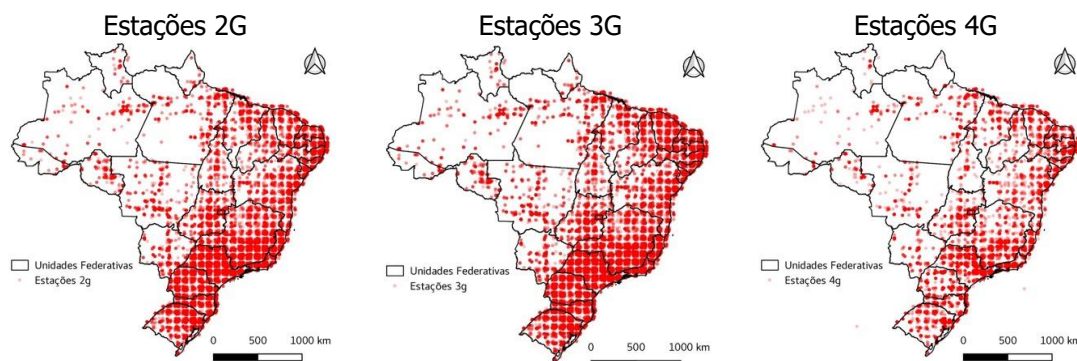 Estações 2G
Unidades Federativas
Estações 2g
0 500 1000 km
Estações 3G
Unidades Federativas
Estações 3g
0 500 1000 km
Estações 4G
Unidades Federativas
Estações 4g
0 500 1000 km